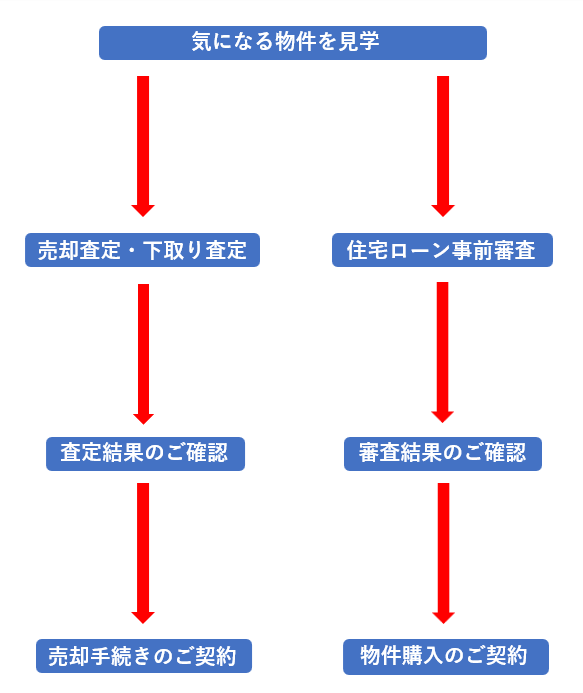 気になる物件を見学
売却査定・下取り査定
住宅ローン事前審査
査定結果のご確認
審査結果のご確認
売却手続きのご契約
物件購入のご契約